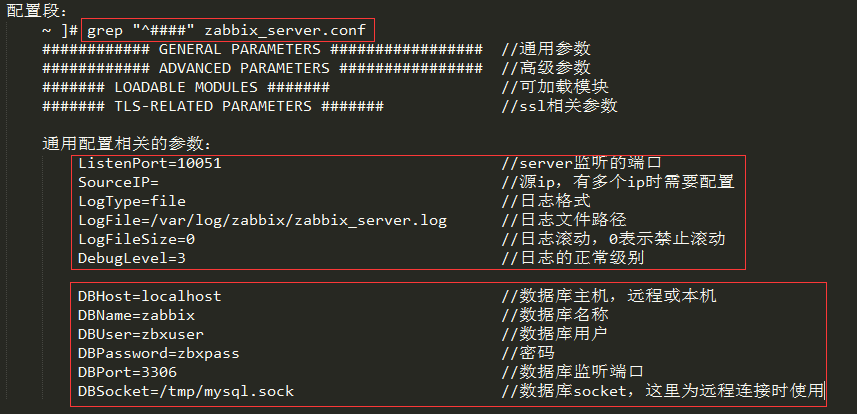 配置段：
~ ]# grep "^####" zabbix_server.conf
############ GENERAL PARAMETERS ################# //通用参数
############ ADVANCED PARAMETERS ################ //高级参数
####### LOADABLE MODULES ####### //可加载模块
####### TLS-RELATED PARAMETERS ####### //ssl相关参数
通用配置相关的参数：
ListenPort=10051 //server监听的端口
SourceIP= //源ip，有多个ip时需要配置
LogType=file //日志格式
LogFile=/var/log/zabbix/zabbix_server.log //日志文件路径
LogFileSize=0 //日志滚动，0表示禁止滚动
DebugLevel=3 //日志的正常级别
DBHost=localhost //数据库主机，远程或本机
DBName=zabbix //数据库名称
DBUser=zbxuser //数据库用户
DBPassword=zbxpass //密码
DBPort=3306 //数据库监听端口
DBSocket=/tmp/mysql.sock //数据库socket，这里为远程连接时使用